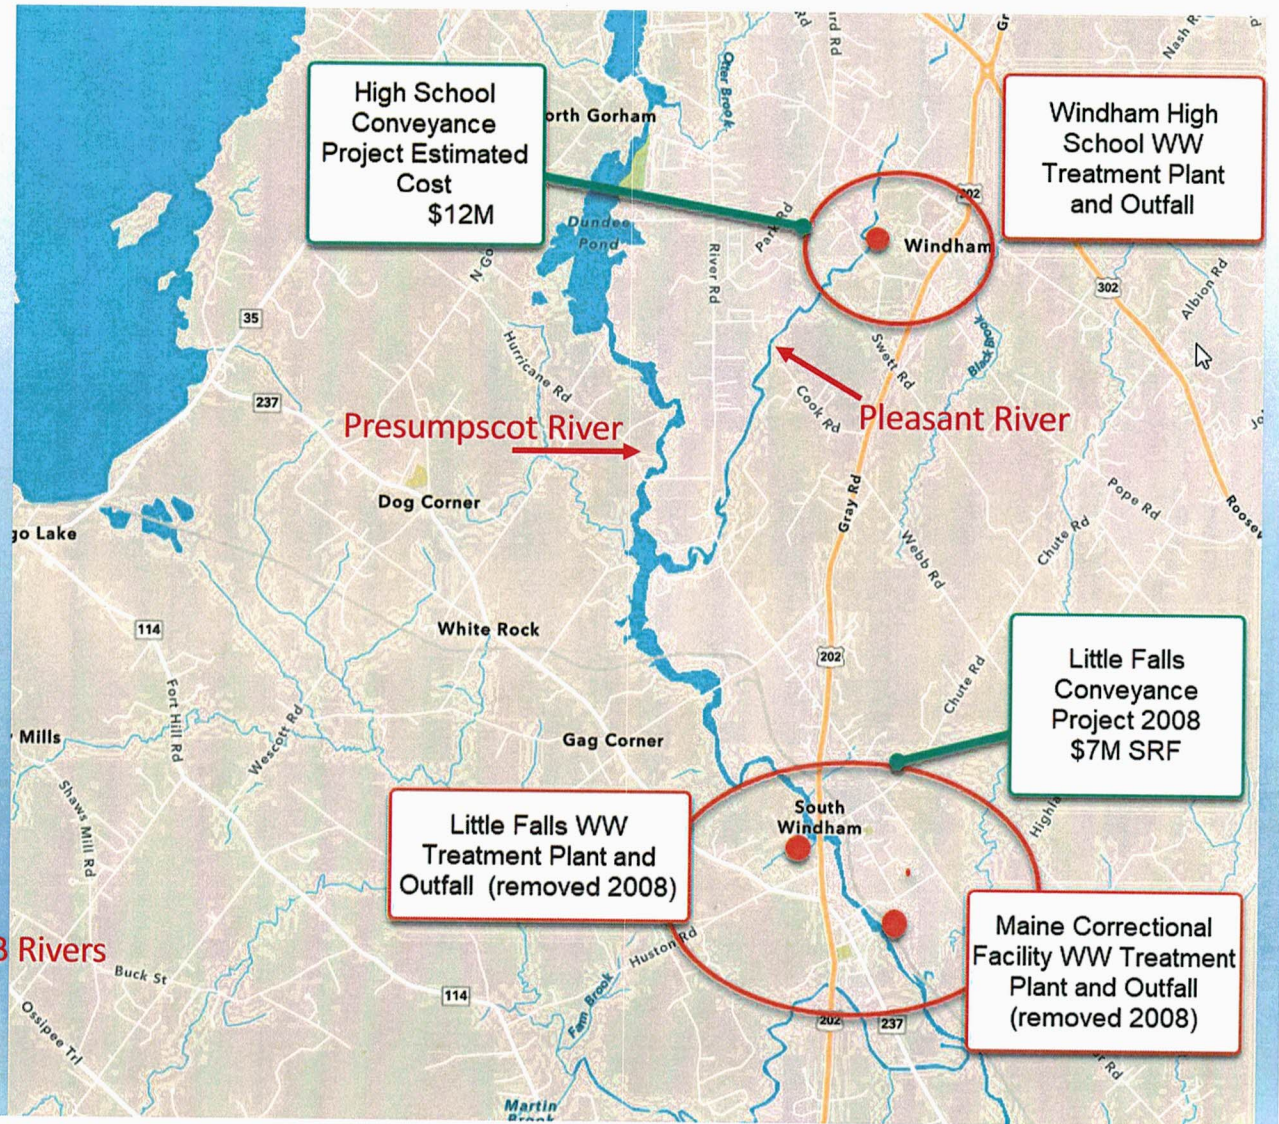 High School
Conveyance
Project Estimated
Cost
$12M
Windham High
School WW
Treatment Plant
and Outfall
orth Gorham
Otter Brook
Nash R
Dundee
Pond
Park Rd
River Rd
202
Windham
302
Albion Rd
35
Hurricane Rd
Swett Rd
Black Brook
237
Cook Rd
Presumpscot River
Pleasant River
Dog Corner
Gray Rd
Pope Rd
Roosev
go Lake
Chute Rd
Webb Rd
114
White Rock
202
Little Falls
Conveyance
Project 2008
$7M SRF
Chute Rd
Fort Hill Rd
Wescott Rd
Mills
Gag Corner
Shaws Mill Rd
South
Windham
Highla
Little Falls WW
Treatment Plant and
Outfall (removed 2008)
Maine Correctional
Facility WW Treatment
Plant and Outfall
(removed 2008)
Rivers
Buck St
Huston Rd
114
202
237
Ossipee Trl
Martin
Brook